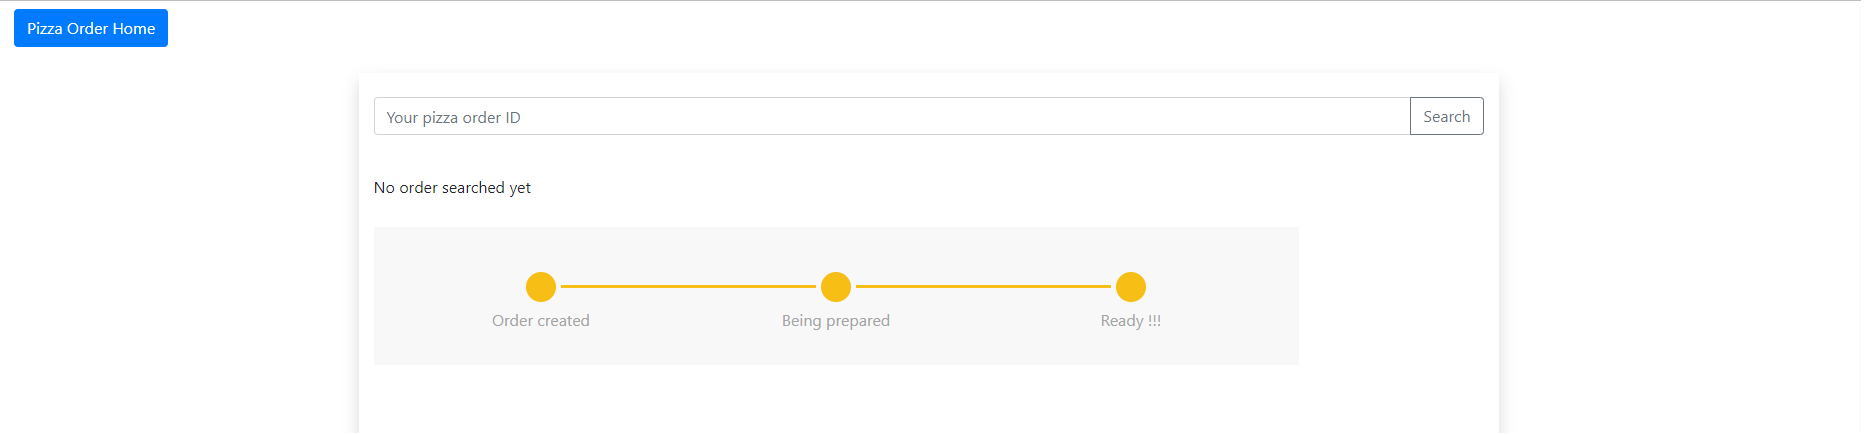 Pizza Order Home
Your pizza order ID
Search
No order searched yet
Order created
Being prepared
Ready !!!